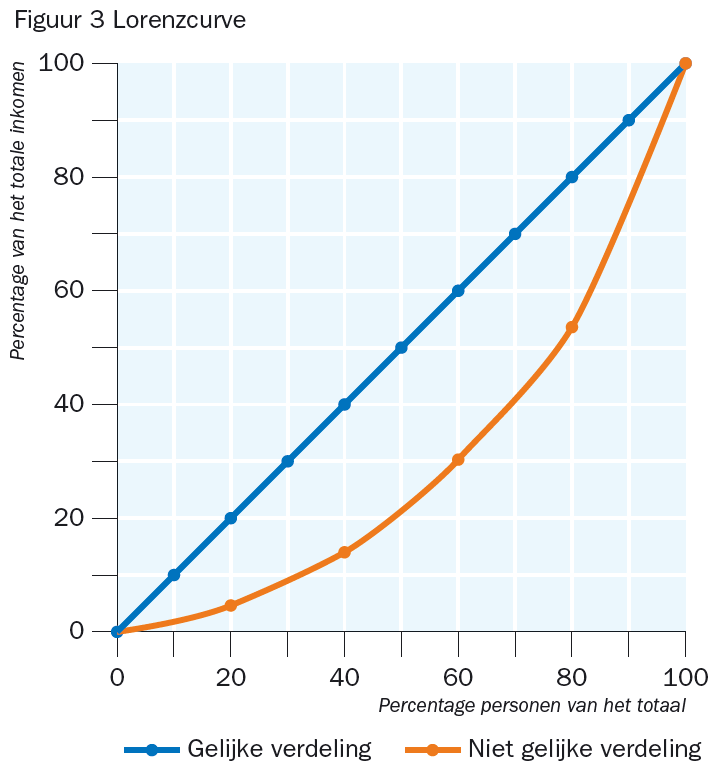 Figuur 3 Lorenzcurve
Percentage van het totale inkomen
100
80
60
40
20
0
0 20 40 60 80 100
Percentage personen van het totaal
Gelijke verdeling Niet gelijke verdeling